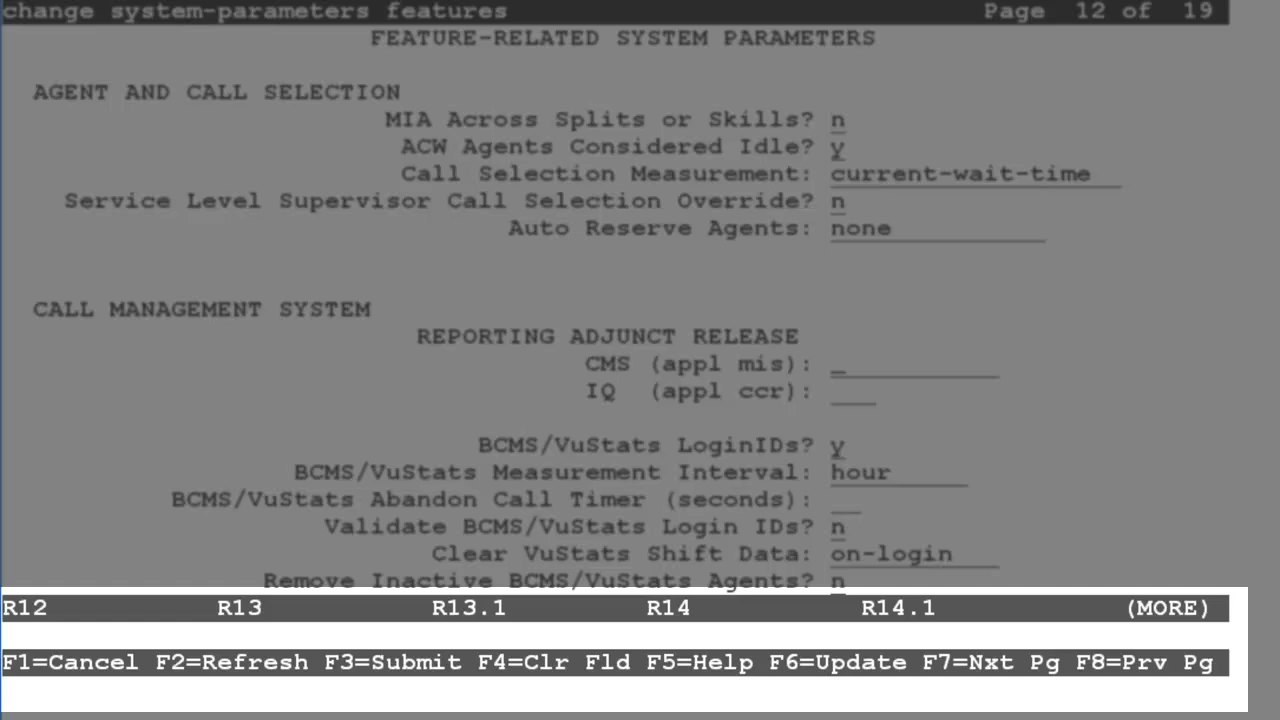 change system-parameters features Page 12 of 19
FEATURE-RELATED SYSTEM PARAMETERS
AGENT AND CALL SELECTION
MIA Across Splits or Skills? n
ACW Agents Considered Idle? y
Call Selection Measurement: current-wait-time
Service Level Supervisor Call Selection Override? n
Auto Reserve Agents: none
CALL MANAGEMENT SYSTEM
REPORTING ADJUNCT RELEASE
CMS (appl mis):
IQ (appl ccr):
BCMS/VuStats LoginIDs? y
BCMS/VuStats Measurement Interval: hour
BCMS/VuStats Abandon Call Timer (seconds):
Validate BCMS/VuStats Login IDs? n
Clear VuStats Shift Data: on-login
Remove Inactive BCMS/VuStats Agents? n
R12 R13 R13.1 R14 R14.1 (MORE)
F1=Cancel F2=Refresh F3=Submit F4=Clr Fld F5=Help F6=Update F7=Nxt Pg F8=Prv Pg